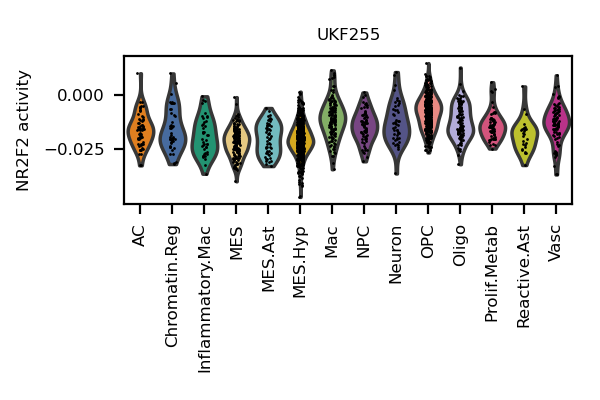 UKF255
NR2F2 activity
0.000
−0.025
AC
Chromatin.Reg
Inflammatory.Mac
MES
MES.Ast
MES.Hyp
Mac
NPC
Neuron
OPC
Oligo
Prolif.Metab
Reactive.Ast
Vasc